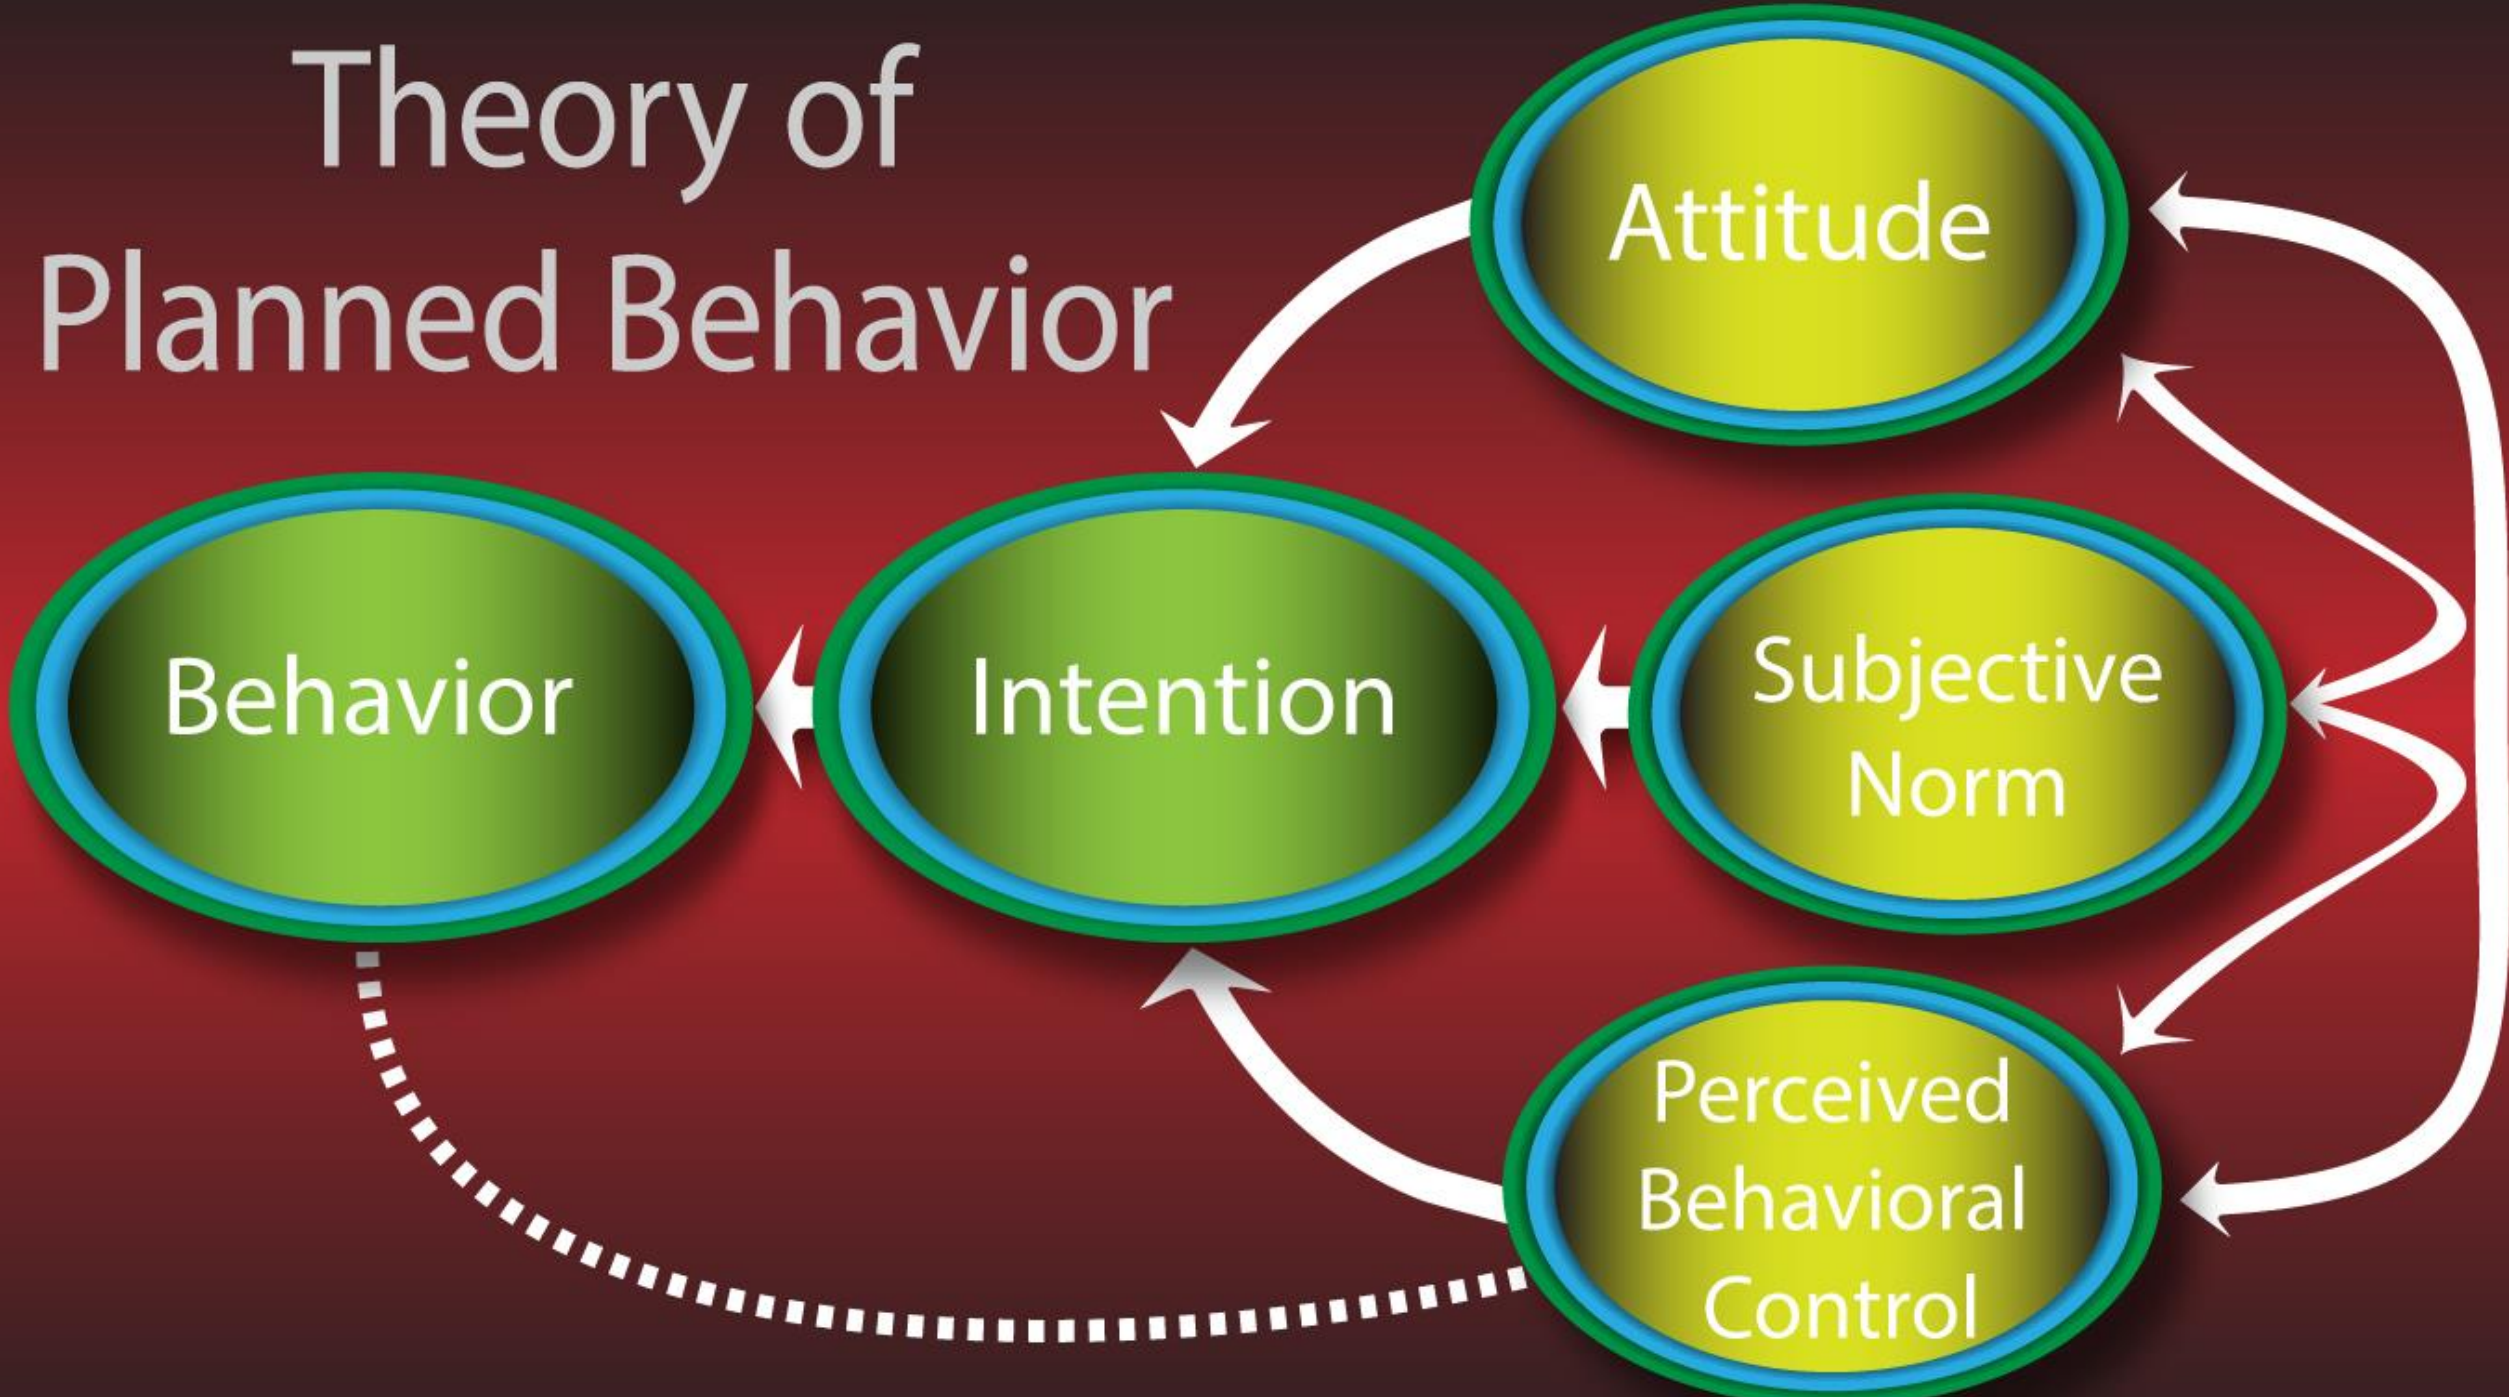 Theory of
Planned Behavior
Attitude
Behavior
Intention
Subjective
Norm
Perceived
Behavioral
Control